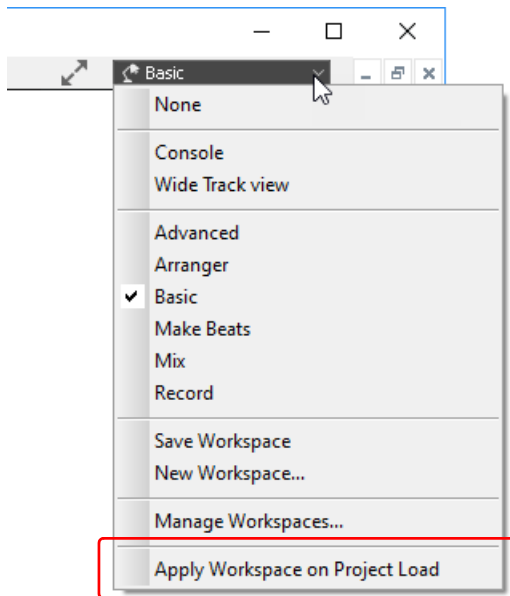 Basic
None
Console
Wide Track view
Advanced
Arranger
Basic
Make Beats
Mix
Record
Save Workspace
New Workspace...
Manage Workspaces...
Apply Workspace on Project Load